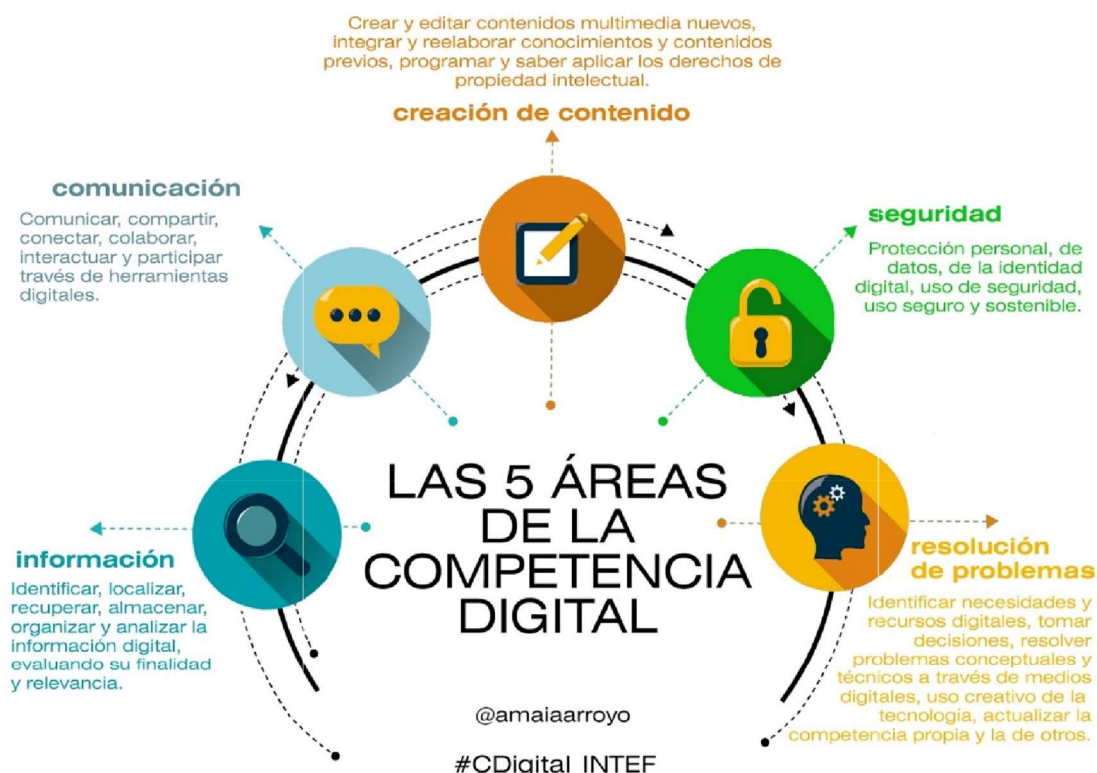 Crear y editar contenidos multimedia nuevos,
integrar y reelaborar conocimientos y contenidos
previos, programar y saber aplicar los derechos de
propiedad intelectual.
creación de contenido
comunicación
Comunicar, compartir,
conectar, colaborar,
interactuar y participar
través de herramientas
digitales.
seguridad
Protección personal, de
datos, de la identidad
digital, uso de seguridad,
uso seguro y sostenible.
información
Identificar, localizar,
recuperar, almacenar,
organizar y analizar la
información digital,
evaluando su finalidad
y relevancia.
LAS 5 ÁREAS
DE LA
COMPETENCIA
DIGITAL
resolución
de problemas
Identificar necesidades y
recursos digitales, tomar
decisiones, resolver
problemas conceptuales y
técnicos a través de medios
digitales, uso creativo de la
tecnología, actualizar la
competencia propia y la de otros.
@amaiaarroyo
#CDigital_INTEF